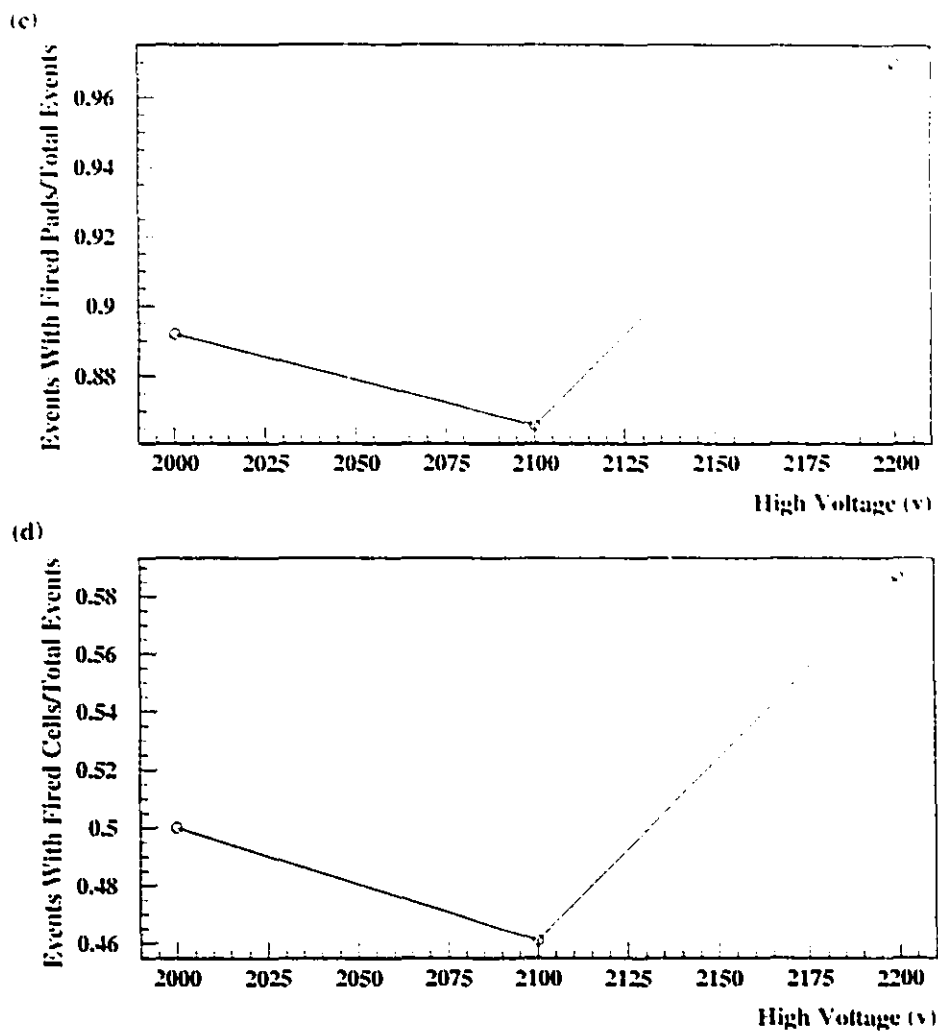 (c)
Events With Fired Pads/Total Events
0.96
0.94
0.92
0.9
0.88
2000 2025 2050 2075 2100 2125 2150 2175 2200
High Voltage (v)
(d)
Events With Fired Cells/Total Events
0.58
0.56
0.54
0.52
0.5
0.48
0.46
2000 2025 2050 2075 2100 2125 2150 2175 2200
High Voltage (v)